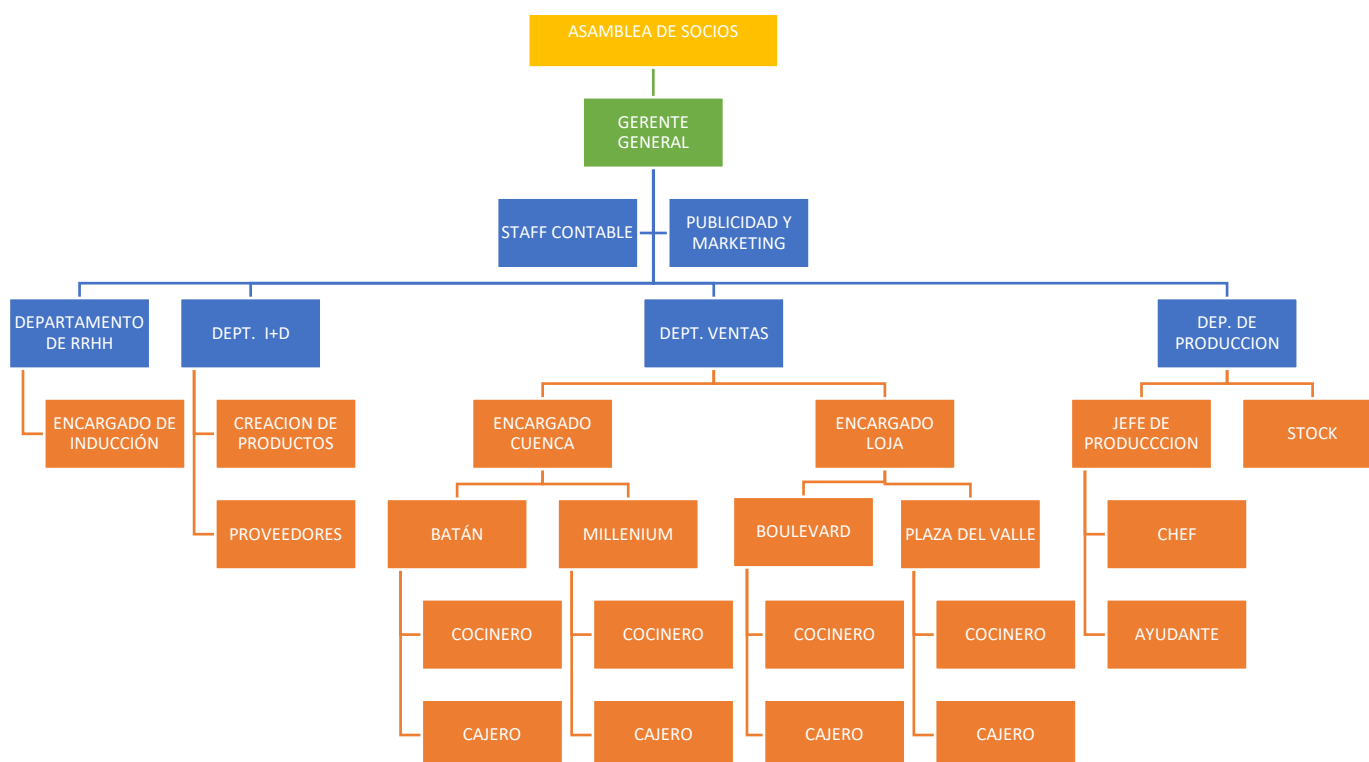 ASAMBLEA DE SOCIOS
GERENTE
GENERAL
STAFF CONTABLE
PUBLICIDAD Y
MARKETING
DEPARTAMENTO
DE RRHH
DEPT. I+D
DEPT. VENTAS
DEP. DE
PRODUCCION
ENCARGADO DE
INDUCCIÓN
CREACION DE
PRODUCTOS
ENCARGADO
CUENCA
ENCARGADO
LOJA
JEFE DE
PRODUCCCION
STOCK
PROVEEDORES
BATÁN
MILLENIUM
BOULEVARD
PLAZA DEL VALLE
CHEF
COCINERO
COCINERO
COCINERO
COCINERO
AYUDANTE
CAJERO
CAJERO
CAJERO
CAJERO